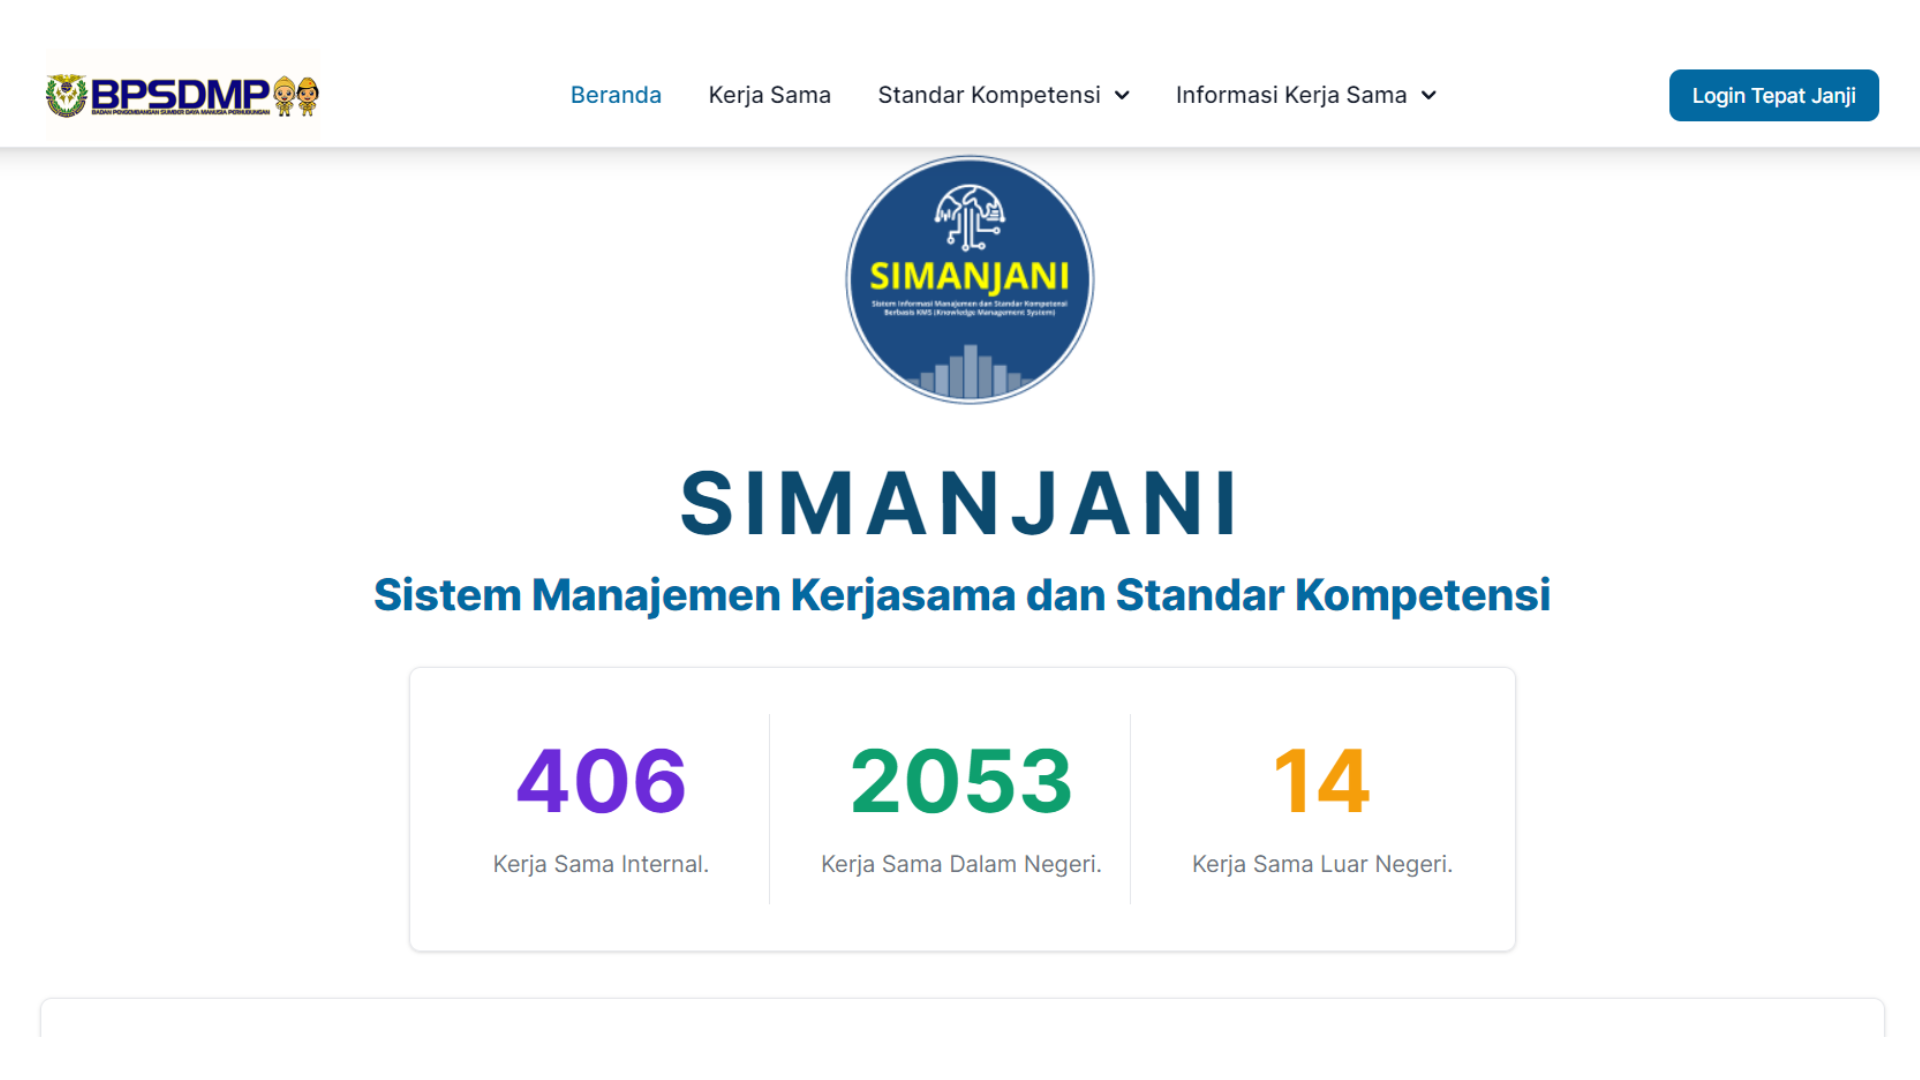 BPSDMP
BADAN PENGEMBANGAN SUMBER DAYA MANUSIA PERHUBUNGAN
Beranda
Kerja Sama
Standar Kompetensi
Informasi Kerja Sama
Login Tepat Janji
SIMANJANI
Sistem Informasi Manajemen dan Standar Kompetensi
Berbasis KMS (Knowledge Management System)
SIMANJANI
Sistem Manajemen Kerjasama dan Standar Kompetensi
406
Kerja Sama Internal.
2053
Kerja Sama Dalam Negeri.
14
Kerja Sama Luar Negeri.